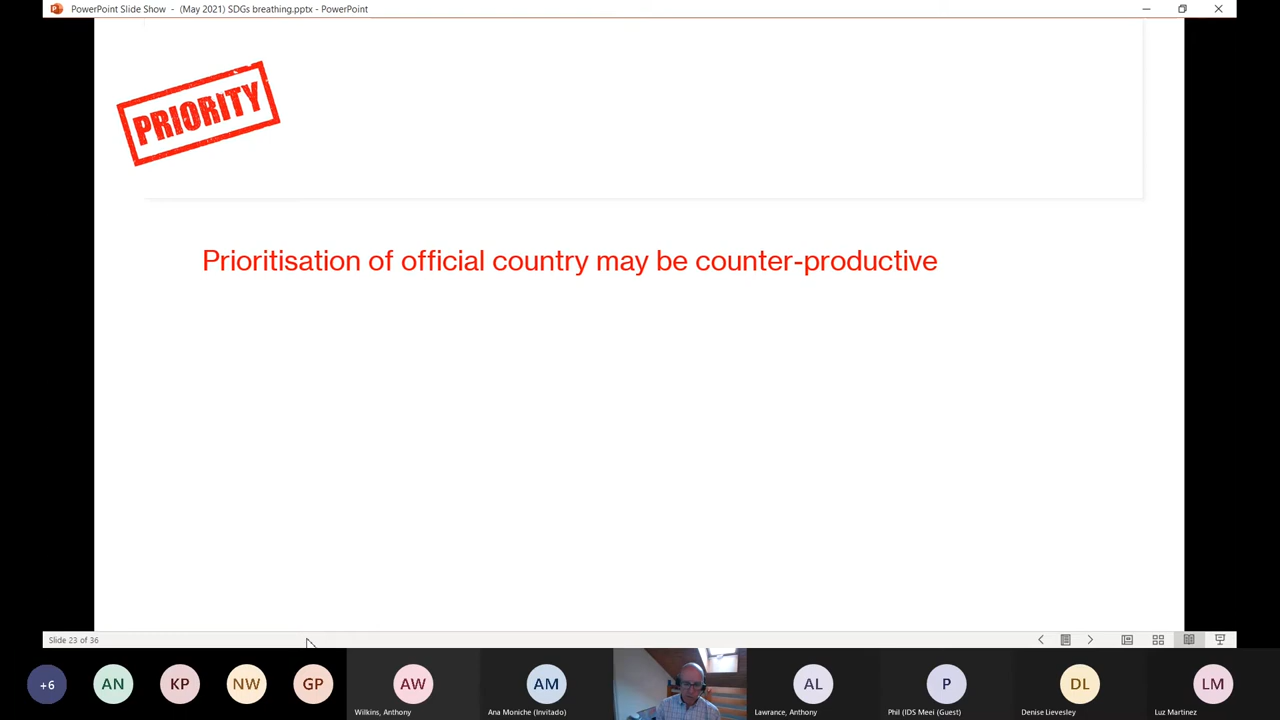 PowerPoint Slide Show - (May 2021) SDGs breathing.pptx - PowerPoint
PRIORITY
Prioritisation of official country may be counter-productive
Slide 23 of 36
+6
AN
KP
NW
GP
AW
Wilkins, Anthony
AM
Ana Moniche (Invitado)
AL
Lawrance, Anthony
P
Phil (IDS Meei (Guest)
DL
Denise Lievesley
LM
Luz Martinez